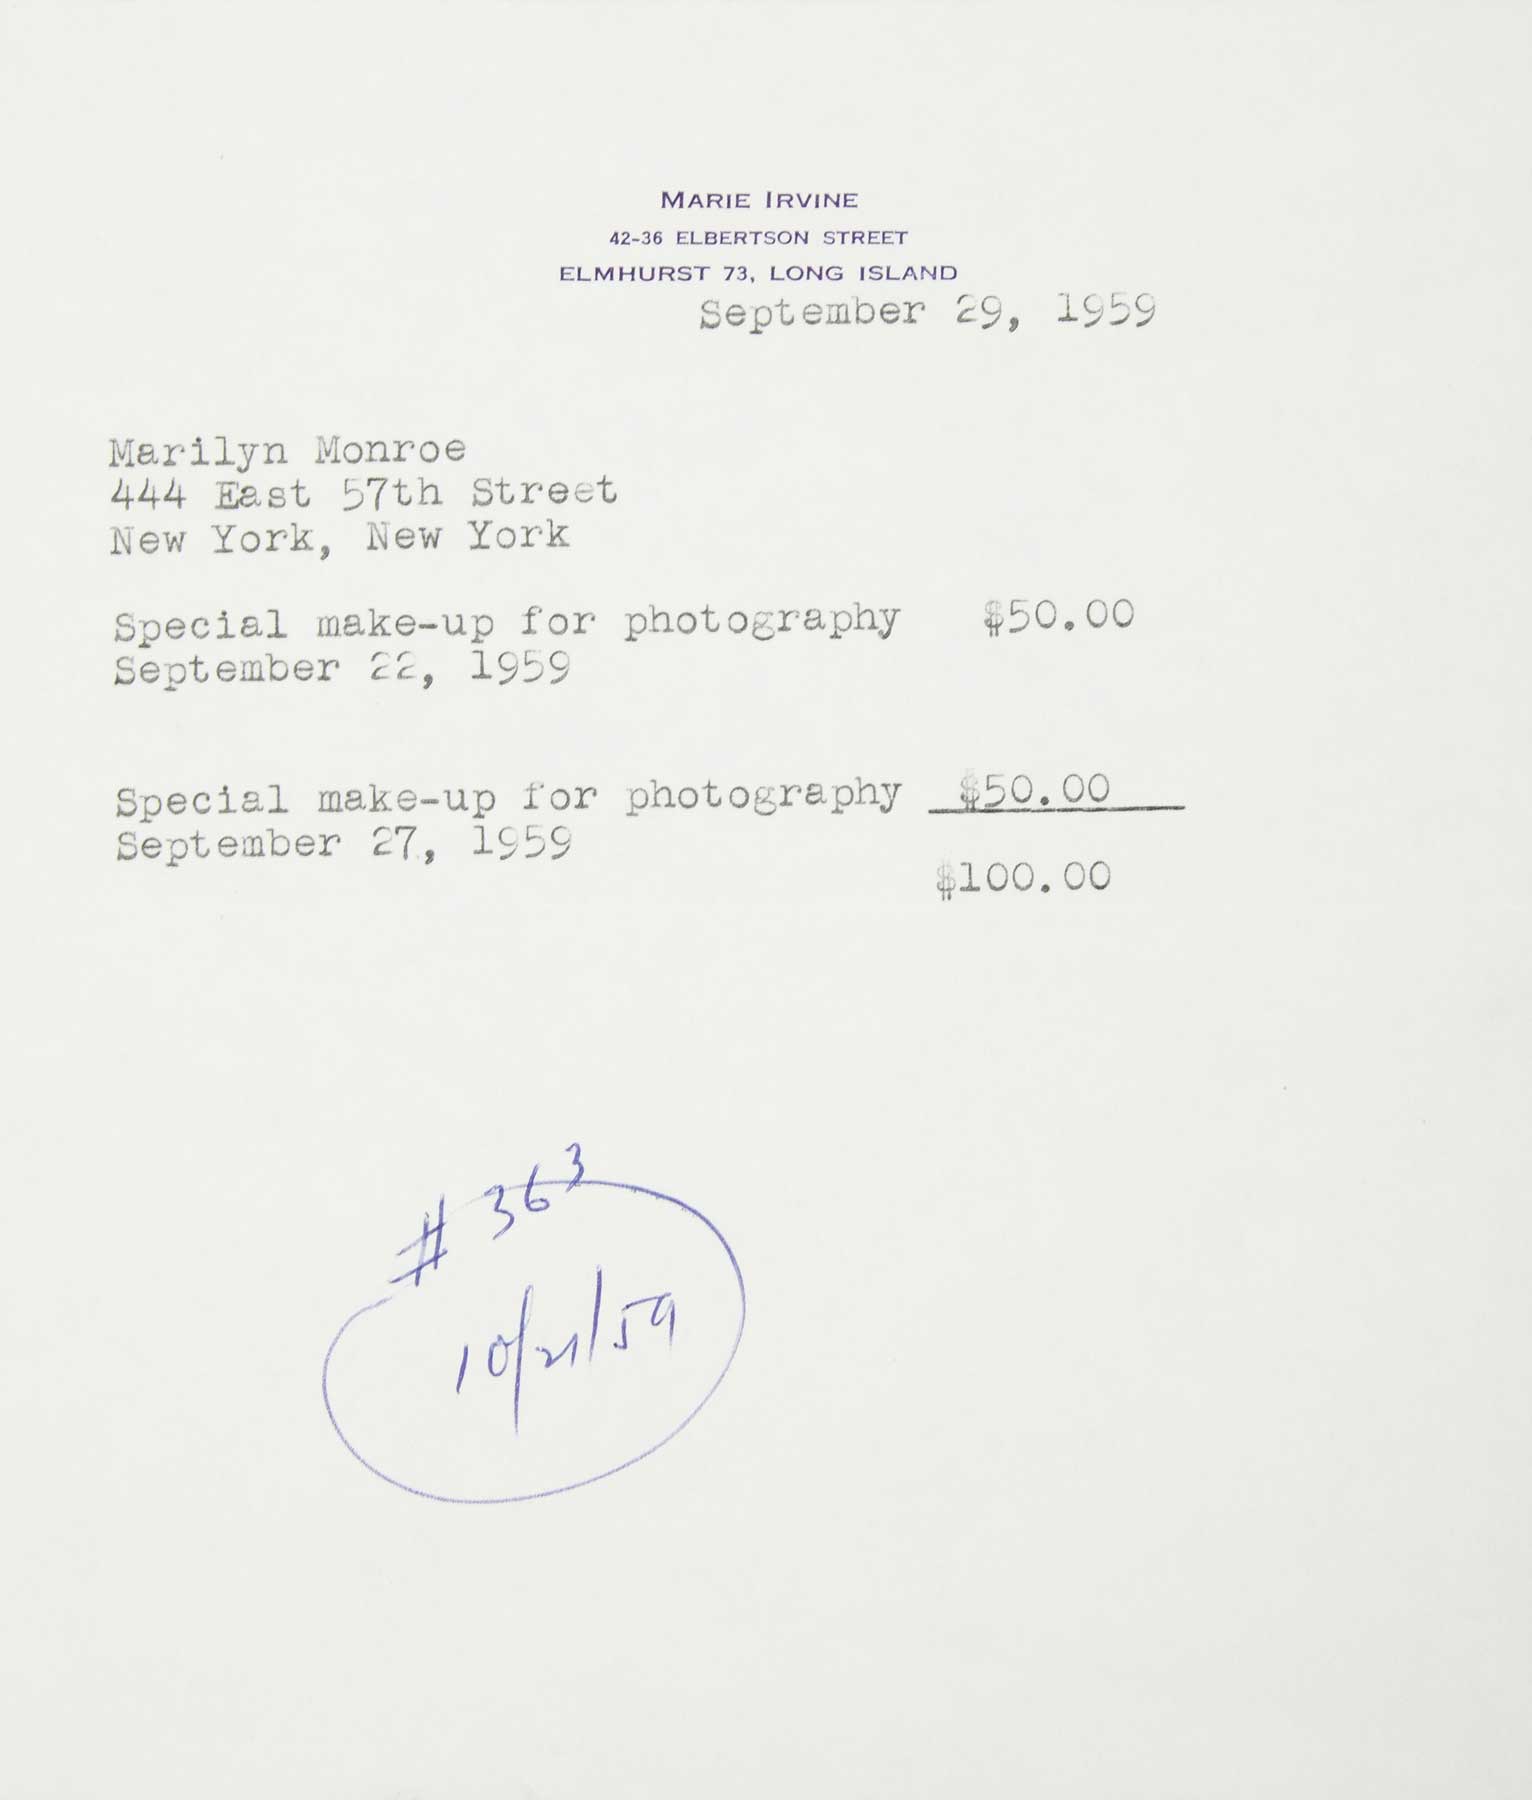 MARIE IRVINE
42-36 ELBERTSON STREET
ELMHURST 73, LONG ISLAND
September 29, 1959
Marilyn Monroe
444 East 57th Street
New York, New York
Special make-up for photography $50.00
September 22, 1959
Special make-up for photography $50.00
September 27, 1959
$100.00
# 363
10/21/59